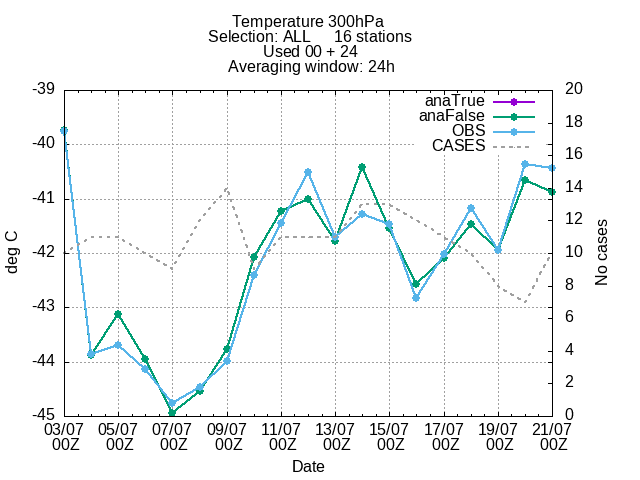 Temperature 300hPa
Selection: ALL 16 stations
Used 00 + 24
Averaging window: 24h
anaTrue
anaFalse
OBS
CASES
deg C
-39
-40
-41
-42
-43
-44
-45
No cases
20
18
16
14
12
10
8
6
4
2
0
03/07 05/07 07/07 09/07 11/07 13/07 15/07 17/07 19/07 21/07
00Z 00Z 00Z 00Z 00Z 00Z 00Z 00Z 00Z 00Z
Date